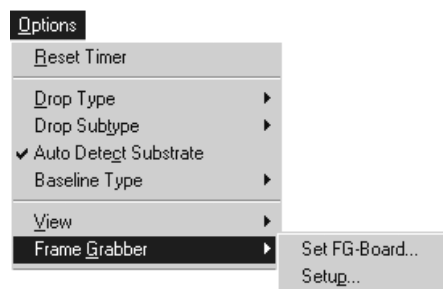 Options
Reset Timer
Drop Type
Drop Subtype
Auto Detect Substrate
Baseline Type
View
Frame Grabber
Set FG-Board...
Setup...